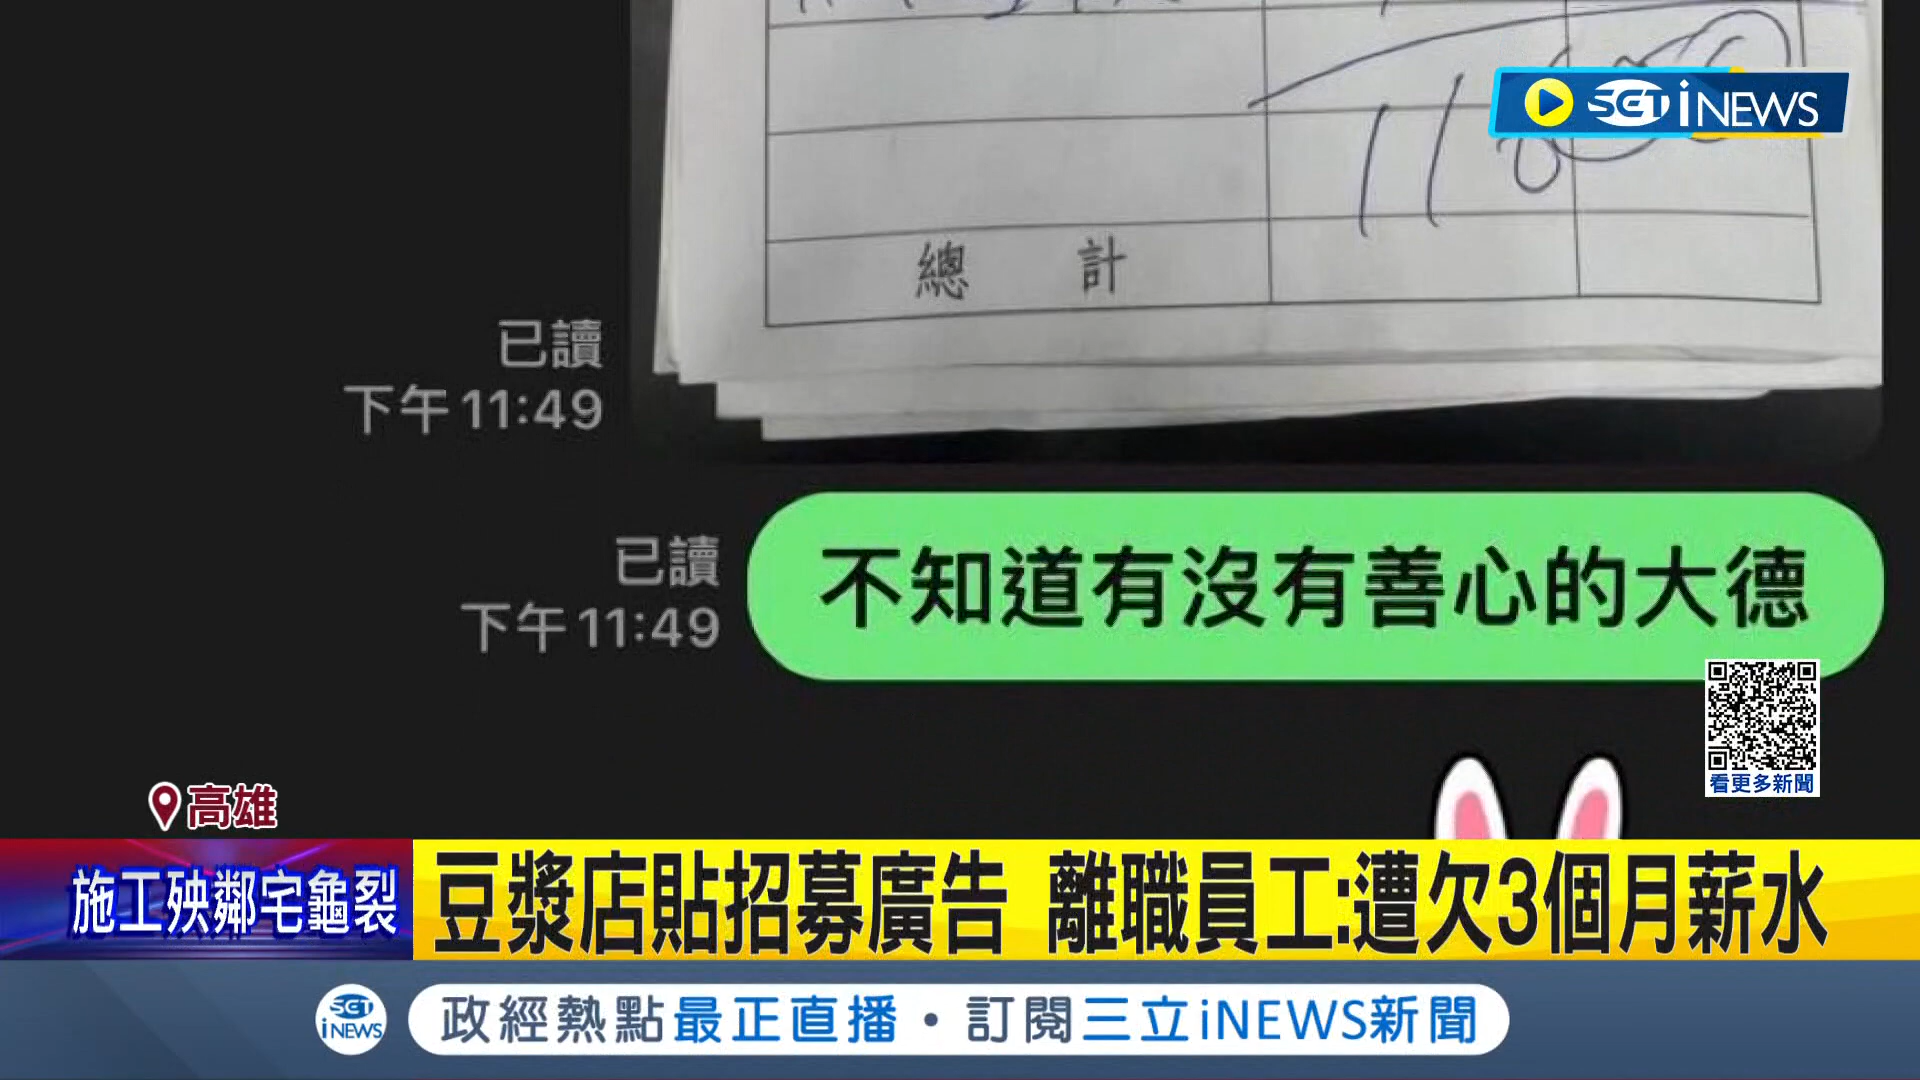 SET iNEWS
總 計
已讀
下午11:49
不知道有沒有善心的大德
已讀
下午11:49
看更多新聞
高雄
施工殃鄰宅龜裂
豆漿店貼招募廣告 離職員工:遭欠3個月薪水
SET iNEWS
政經熱點最正直播・訂閱三立iNEWS新聞